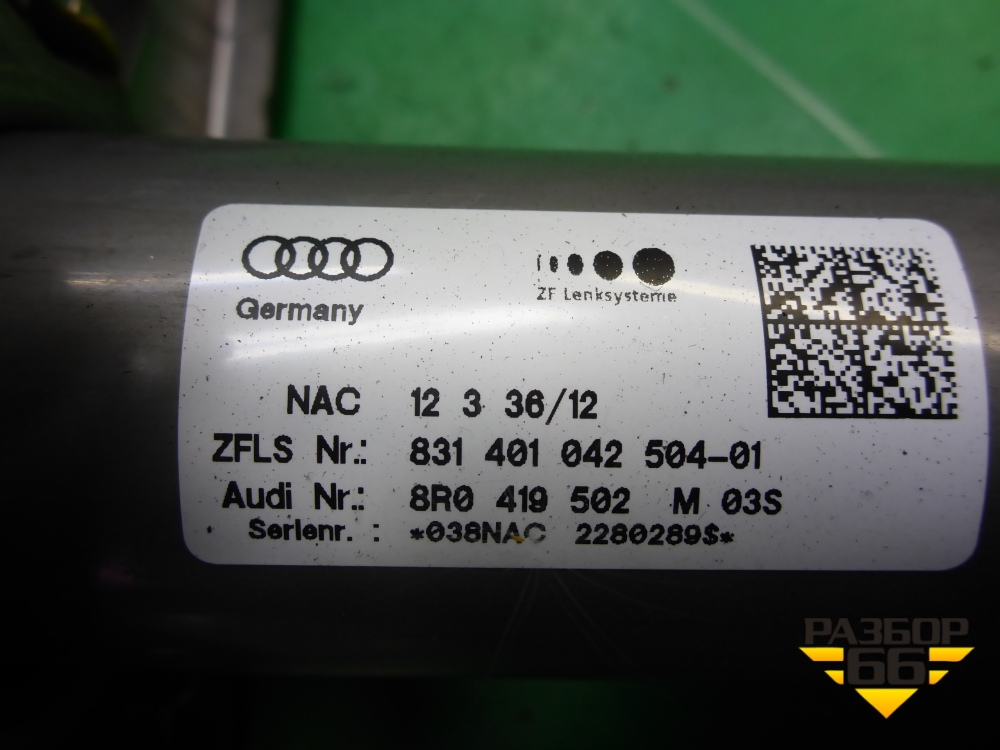 Germany
ZF Lenksysteme
NAC 12 3 36/12
ZFLS Nr.: 831 401 042 504-01
Audi Nr.: 8R0 419 502 M 03S
Serienr. : *038NAC 2280289$*
РАЗБОР
66